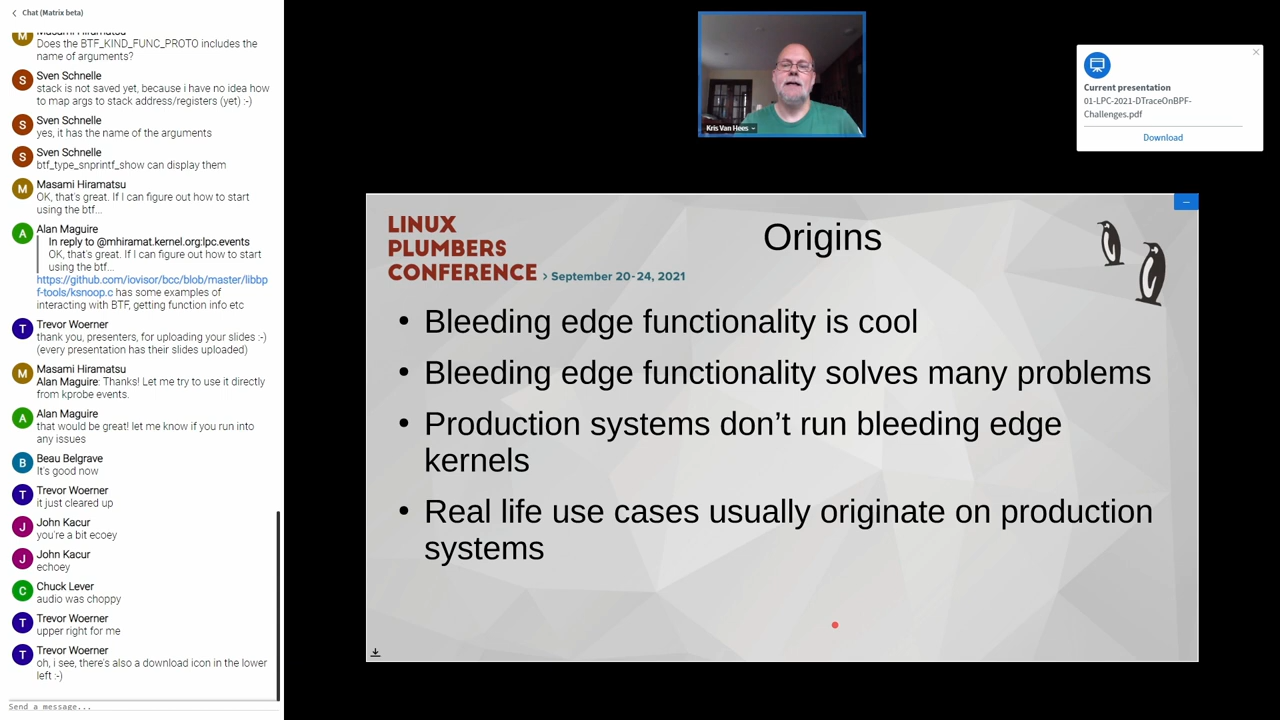 Chat (Matrix beta)
Masami Hiramatsu
Does the BTF_KIND_FUNC_PROTO includes the
name of arguments?
Sven Schnelle
stack is not saved yet, because i have no idea how
to map args to stack address/registers (yet) :-)
Sven Schnelle
yes, it has the name of the arguments
Sven Schnelle
btf_type_snprintf_show can display them
Masami Hiramatsu
OK, that's great. If I can figure out how to start
using the btf...
Alan Maguire
In reply to @mhiramat.kernel.org:lpc.events
OK, that's great. If I can figure out how to start
using the btf...
https://github.com/iovisor/bcc/blob/master/libbp
f-tools/ksnoop.c has some examples of
interacting with BTF, getting function info etc
Trevor Woerner
thank you, presenters, for uploading your slides :-)
(every presentation has their slides uploaded)
Masami Hiramatsu
Alan Maguire: Thanks! Let me try to use it directly
from kprobe events.
Alan Maguire
that would be great! let me know if you run into
any issues
Beau Belgrave
It's good now
Trevor Woerner
it just cleared up
John Kacur
you're a bit ecoey
John Kacur
echoey
Chuck Lever
audio was choppy
Trevor Woerner
upper right for me
Trevor Woerner
oh, i see, there's also a download icon in the lower
left :-)
Send a message...
M
S
S
S
M
A
T
M
A
B
T
J
J
C
T
T
Kris Van Hees
Current presentation
01-LPC-2021-DTraceOnBPF-
Challenges.pdf
Download
LINUX
PLUMBERS
CONFERENCE > September 20-24, 2021
Origins
• Bleeding edge functionality is cool
• Bleeding edge functionality solves many problems
• Production systems don't run bleeding edge
kernels
• Real life use cases usually originate on production
systems